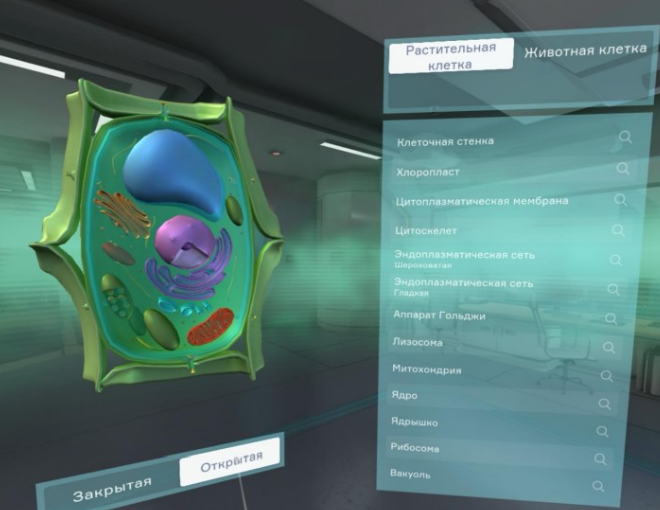 Растительная
клетка
Животная клетка
Клеточная стенка
Хлоропласт
Цитоплазматическая мембрана
Цитоскелет
Эндоплазматическая сеть
Шероховатая
Эндоплазматическая сеть
Гладкая
Аппарат Гольджи
Лизосома
Митохондрия
Ядро
Ядрышко
Рибосома
Вакуоль
Закрытая
Открытая